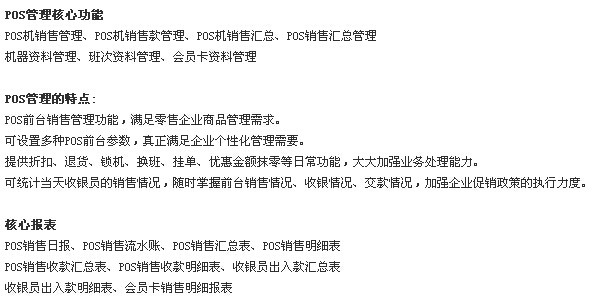 POS管理核心功能
POS机销售管理、POS机销售款管理、POS机销售汇总、POS销售汇总管理
机器资料管理、班次资料管理、会员卡资料管理
POS管理的特点:
POS前台销售管理功能,满足零售企业商品管理需求。
可设置多种POS前台参数,真正满足企业个性化管理需要。
提供折扣、退货、锁机、换班、挂单、优惠金额抹零等日常功能,大大加强业务处理能力。
可统计当天收银员的销售情况,随时掌握前台销售情况、收银情况、交款情况,加强企业促销政策的执行力度。
核心报表
POS销售日报、POS销售流水账、POS销售汇总表、POS销售明细表
POS销售收款汇总表、POS销售收款明细表、收银员出入款汇总表
收银员出入款明细表、会员卡销售明细报表